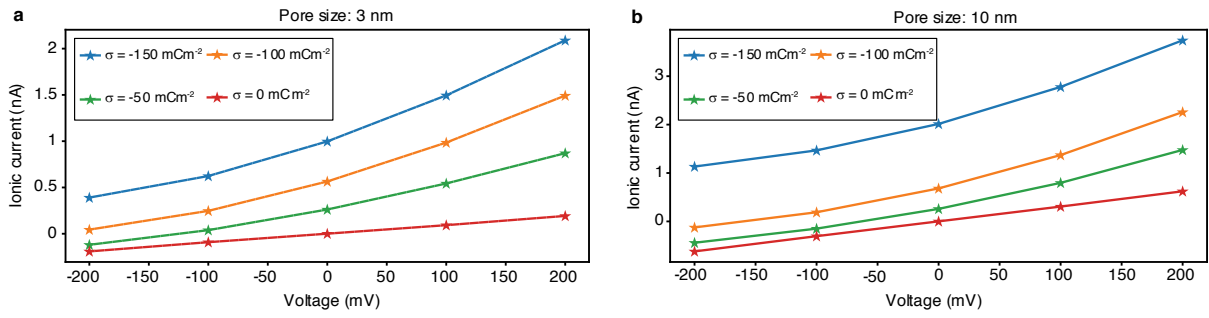 a
Pore size: 3 nm
σ = -150 mCm⁻²
σ = -100 mCm⁻²
σ = -50 mCm⁻²
σ = 0 mCm⁻²
Ionic current (nA)
2
1.5
1
0.5
0
-200 -150 -100 -50 0 50 100 150 200
Voltage (mV)
b
Pore size: 10 nm
σ = -150 mCm⁻²
σ = -100 mCm⁻²
σ = -50 mCm⁻²
σ = 0 mCm⁻²
Ionic current (nA)
3
2
1
0
-200 -150 -100 -50 0 50 100 150 200
Voltage (mV)